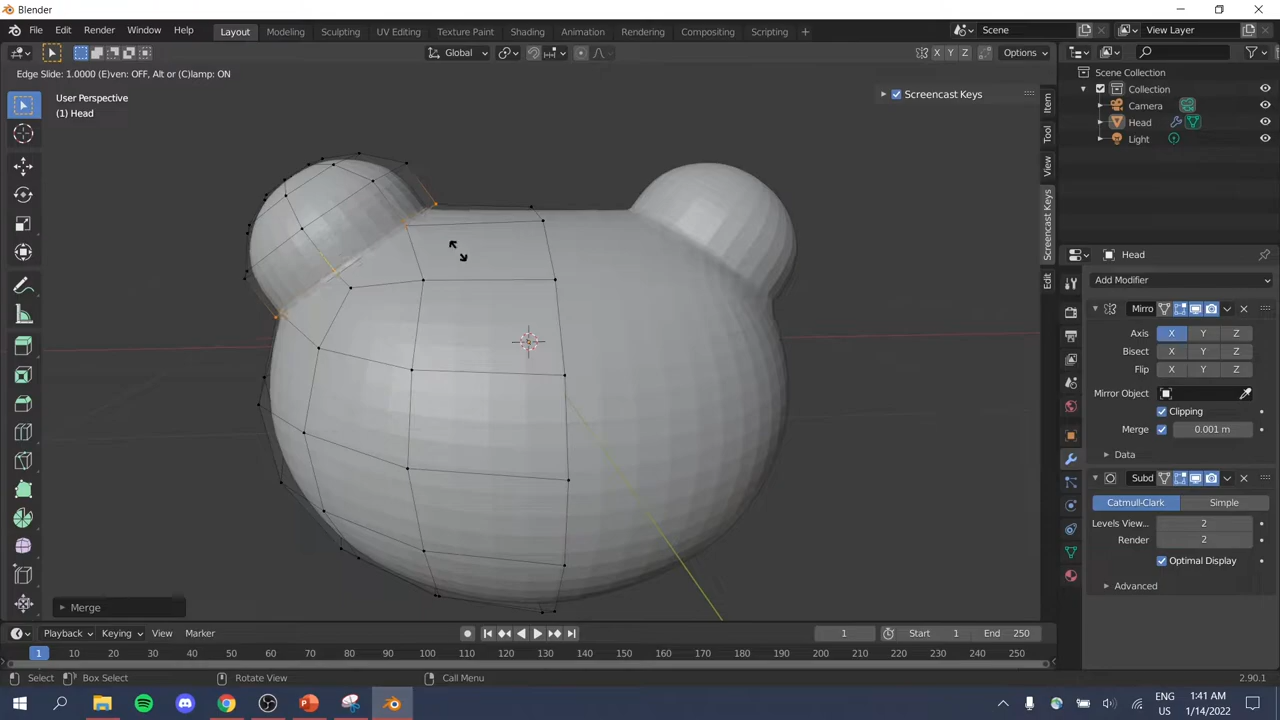 Blender
File Edit Render Window Help Layout Modeling Sculpting UV Editing Texture Paint Shading Animation Rendering Compositing Scripting + Scene View Layer
Global X Y Z Options
Edge Slide: 1.0000 (E)ven: OFF, Alt or (C)lamp: ON
Scene Collection
Collection
Camera
Head
Light
User Perspective
(1) Head
Screencast Keys
Item
Tool
View
Screencast Keys
Edit
Head
Add Modifier
Mirro
Axis X Y Z
Bisect X Y Z
Flip X Y Z
Mirror Object
Clipping
Merge 0.001 m
Data
Subd
Catmull-Clark Simple
Levels View... 2
Render 2
Optimal Display
Advanced
Merge
Playback Keying View Marker 1 Start 1 End 250
1 10 20 30 40 50 60 70 80 90 100 110 120 130 140 150 160 170 180 190 200 210 220 230 240 250
Select Box Select Rotate View Call Menu 2.90.1
ENG
US
1:41 AM
1/14/2022